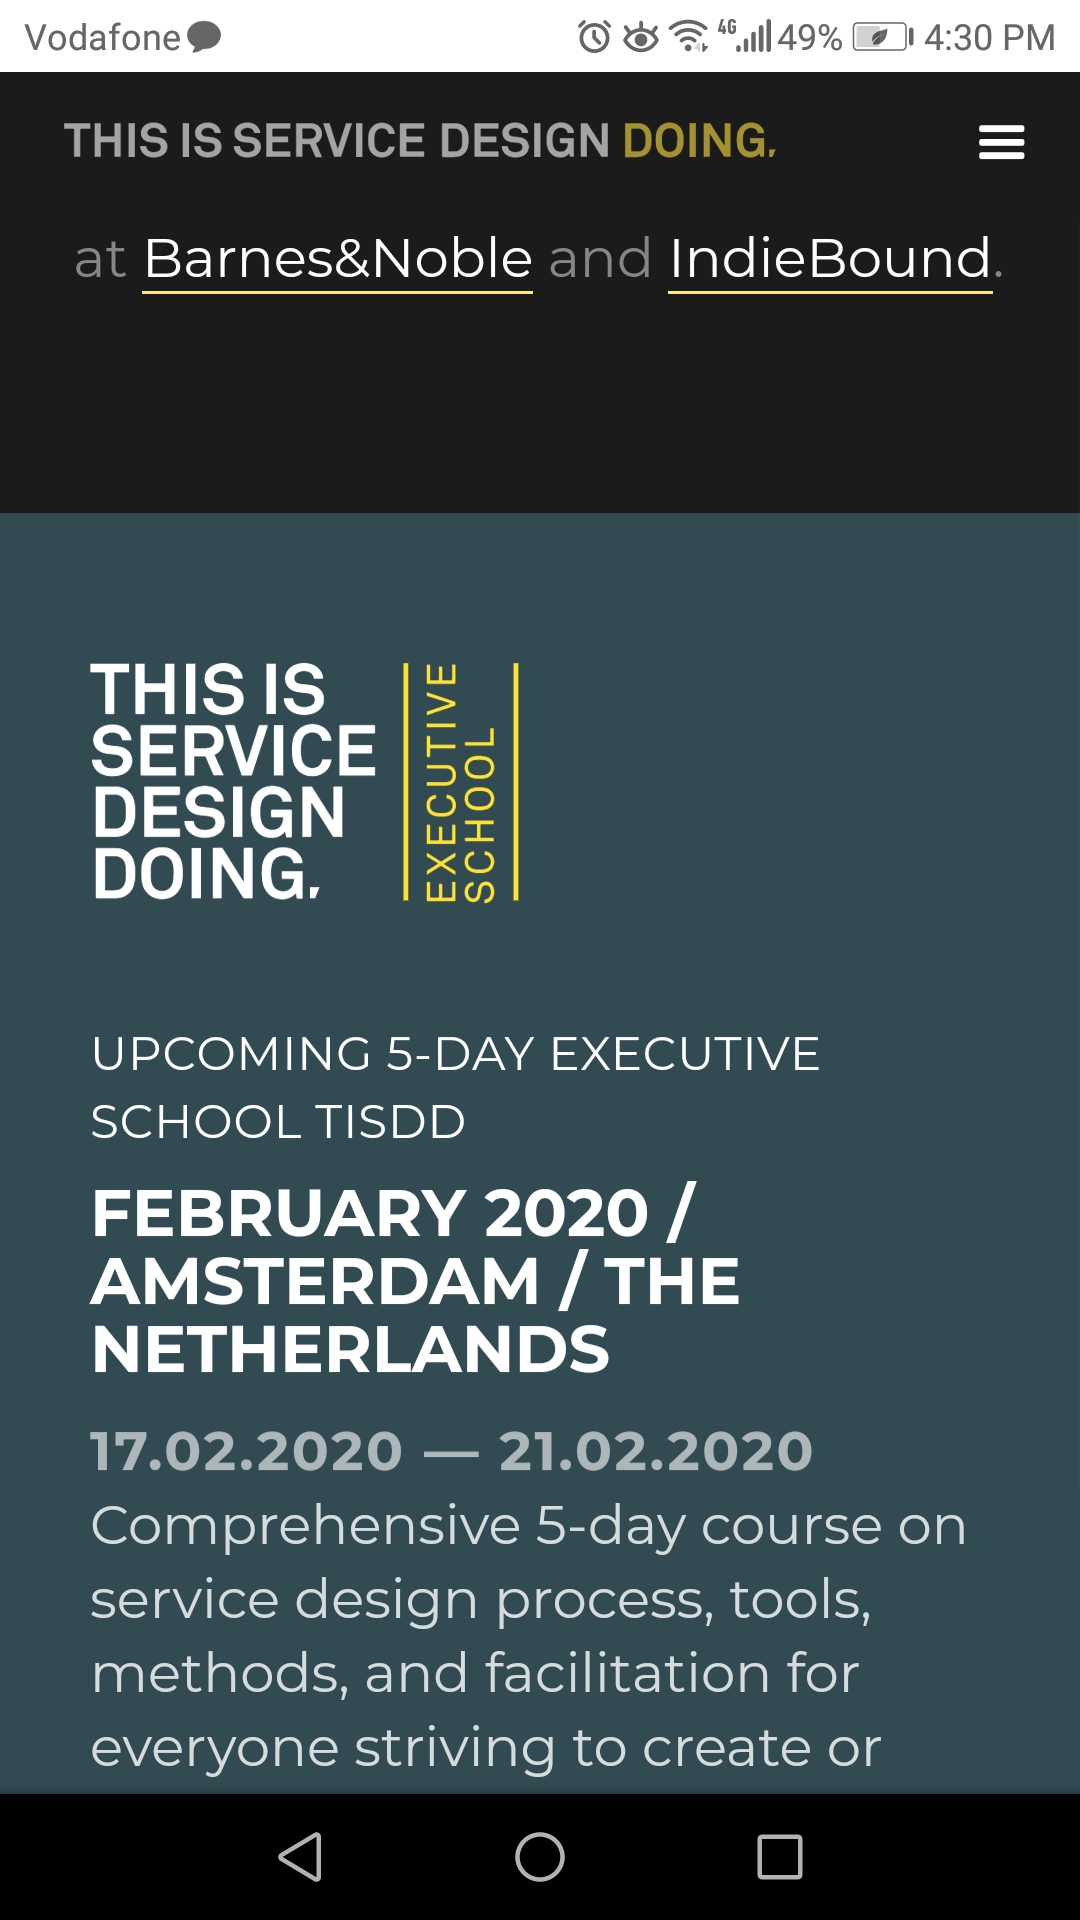 Vodafone 4G 49% 4:30 PM
THIS IS SERVICE DESIGN DOING.
at Barnes&Noble and IndieBound.
THIS IS
SERVICE
DESIGN
DOING.
EXECUTIVE
SCHOOL
UPCOMING 5-DAY EXECUTIVE
SCHOOL TISDD
FEBRUARY 2020 /
AMSTERDAM / THE
NETHERLANDS
17.02.2020 — 21.02.2020
Comprehensive 5-day course on
service design process, tools,
methods, and facilitation for
everyone striving to create or